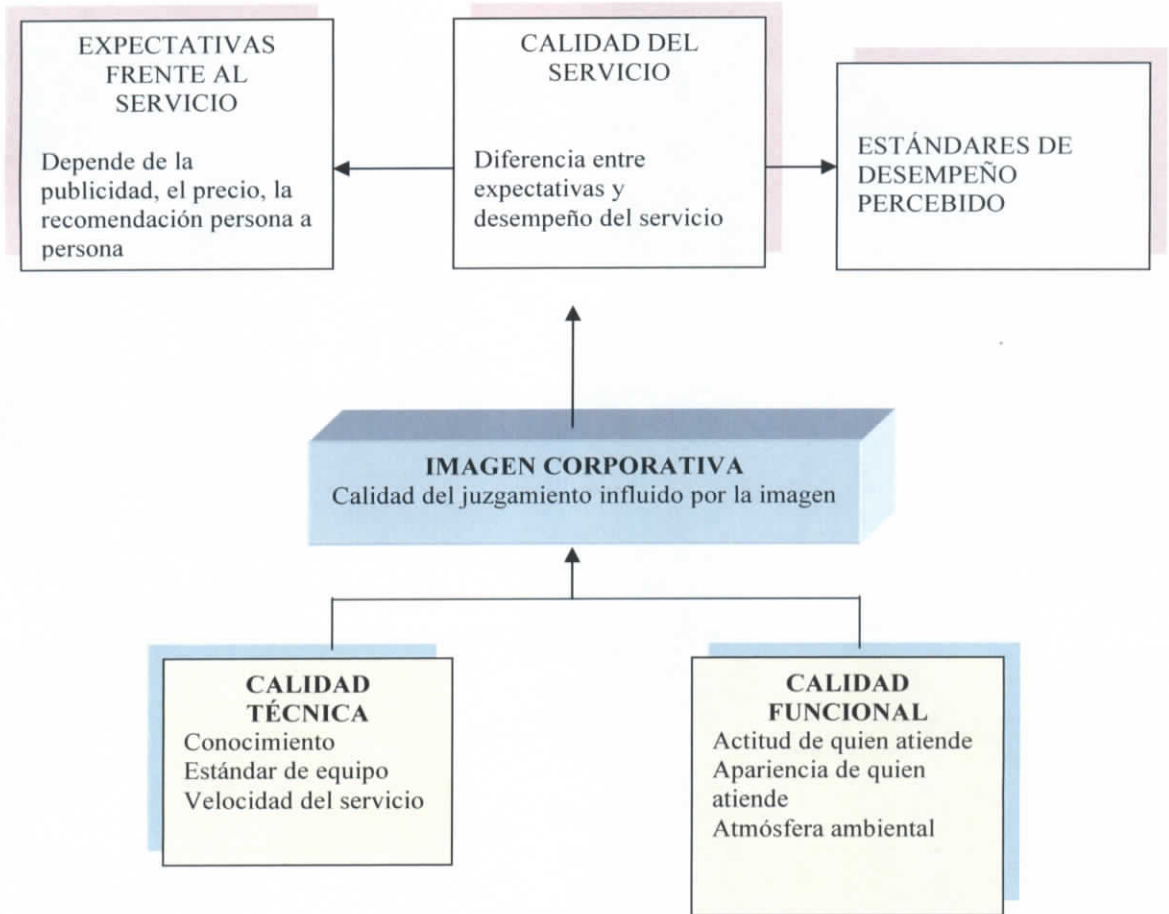 EXPECTATIVAS
FRENTE AL
SERVICIO
Depende de la
publicidad, el precio, la
recomendación persona a
persona
CALIDAD DEL
SERVICIO
Diferencia entre
expectativas y
desempeño del servicio
ESTÁNDARES DE
DESEMPEÑO
PERCEBIDO
IMAGEN CORPORATIVA
Calidad del juzgamiento influido por la imagen
CALIDAD
TÉCNICA
Conocimiento
Estándar de equipo
Velocidad del servicio
CALIDAD
FUNCIONAL
Actitud de quien atiende
Apariencia de quien
atiende
Atmósfera ambiental